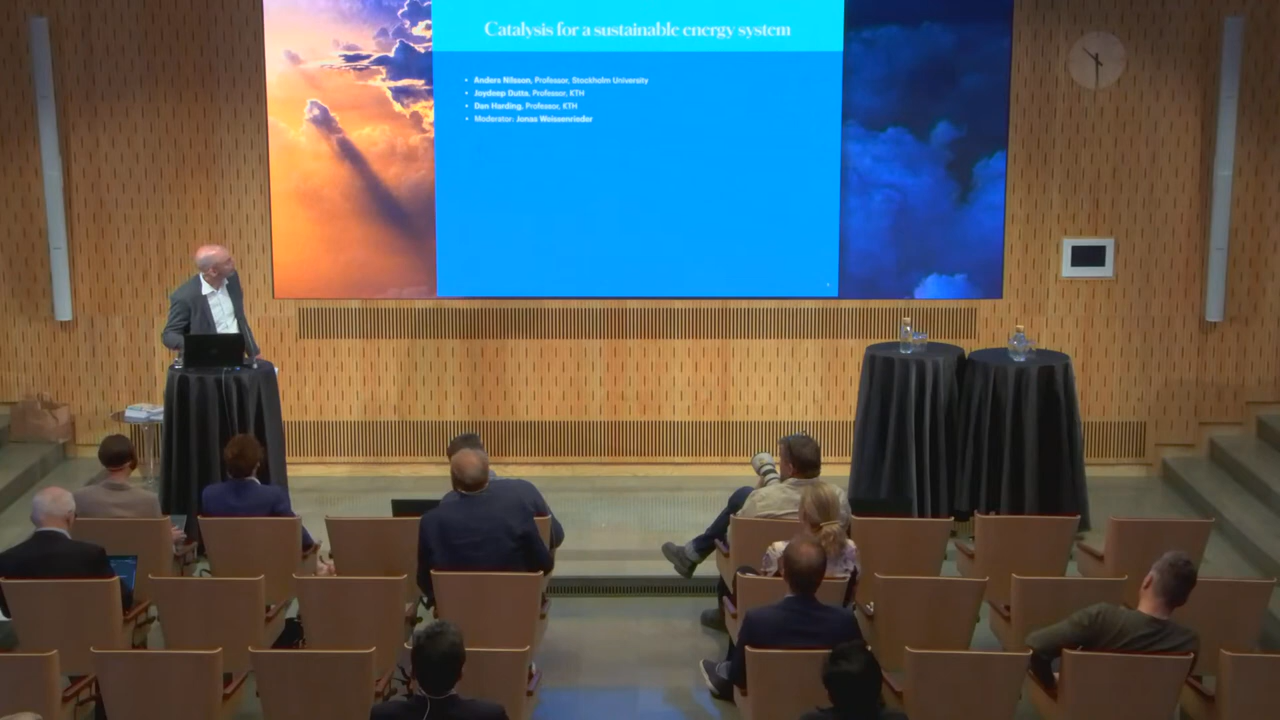 Catalysis for a sustainable energy system
• Anders Nilsson, Professor, Stockholm University
• Joydeep Dutta, Professor, KTH
• Dan Harding, Professor, KTH
• Moderator: Jonas Weissenrieder